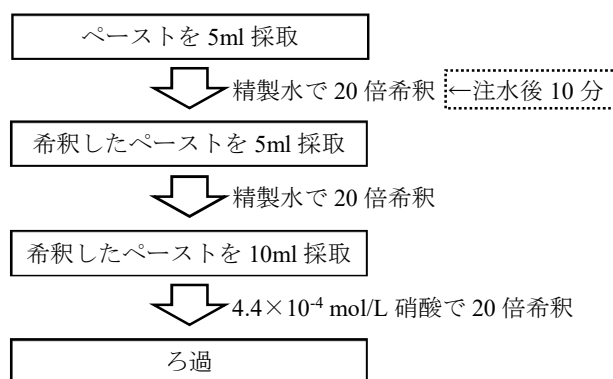 ペーストを 5ml 採取
精製水で 20 倍希釈 ←注水後 10 分
希釈したペーストを 5ml 採取
精製水で 20 倍希釈
希釈したペーストを 10ml 採取
4.4×10⁻⁴ mol/L 硝酸で 20 倍希釈
ろ過